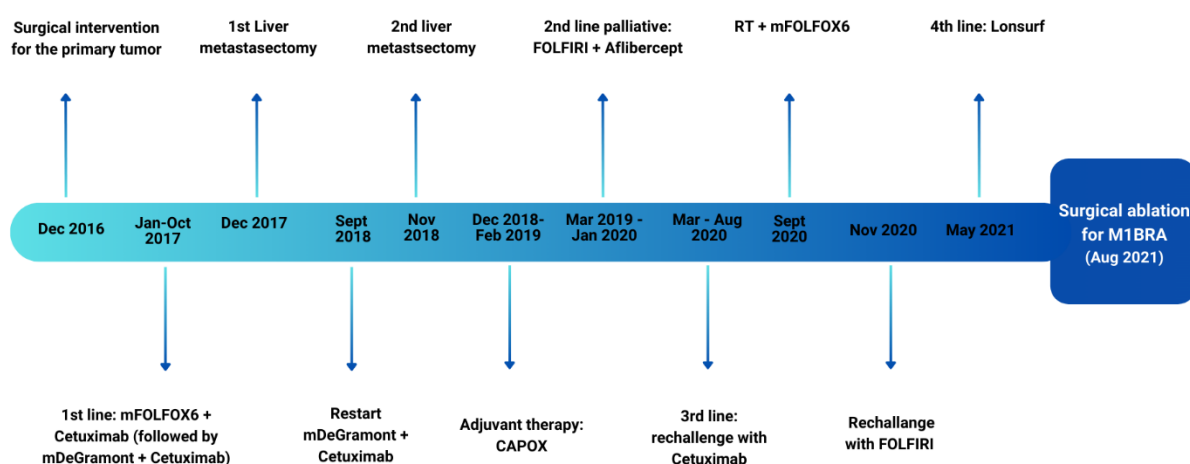 Surgical intervention
for the primary tumor
1st Liver
metastasectomy
2nd liver
metastsectomy
2nd line palliative:
FOLFIRI + Aflibercept
RT + mFOLFOX6
4th line: Lonsurf
Dec 2016
Jan-Oct
2017
Dec 2017
Sept
2018
Nov
2018
Dec 2018-
Feb 2019
Mar 2019 -
Jan 2020
Mar - Aug
2020
Sept
2020
Nov 2020
May 2021
Surgical ablation
for M1BRA
(Aug 2021)
1st line: mFOLFOX6 +
Cetuximab (followed by
mDeGramont + Cetuximab)
Restart
mDeGramont +
Cetuximab
Adjuvant therapy:
CAPOX
3rd line:
rechallenge with
Cetuximab
Rechallange
with FOLFIRI